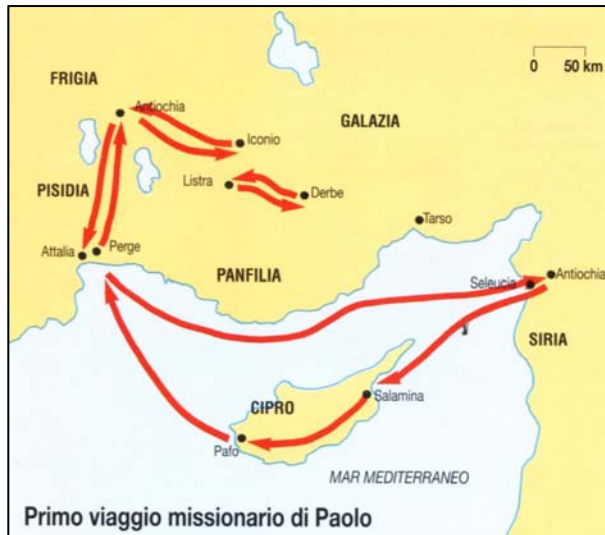 FRIGIA
0 50 km
Antiochia
GALAZIA
Iconio
Listra
Derbe
PISIDIA
Tarso
Attalia
Perge
PANFILIA
Antiochia
Seleucia
SIRIA
CIPRO
Salamina
Pafo
MAR MEDITERRANEO
Primo viaggio missionario di Paolo